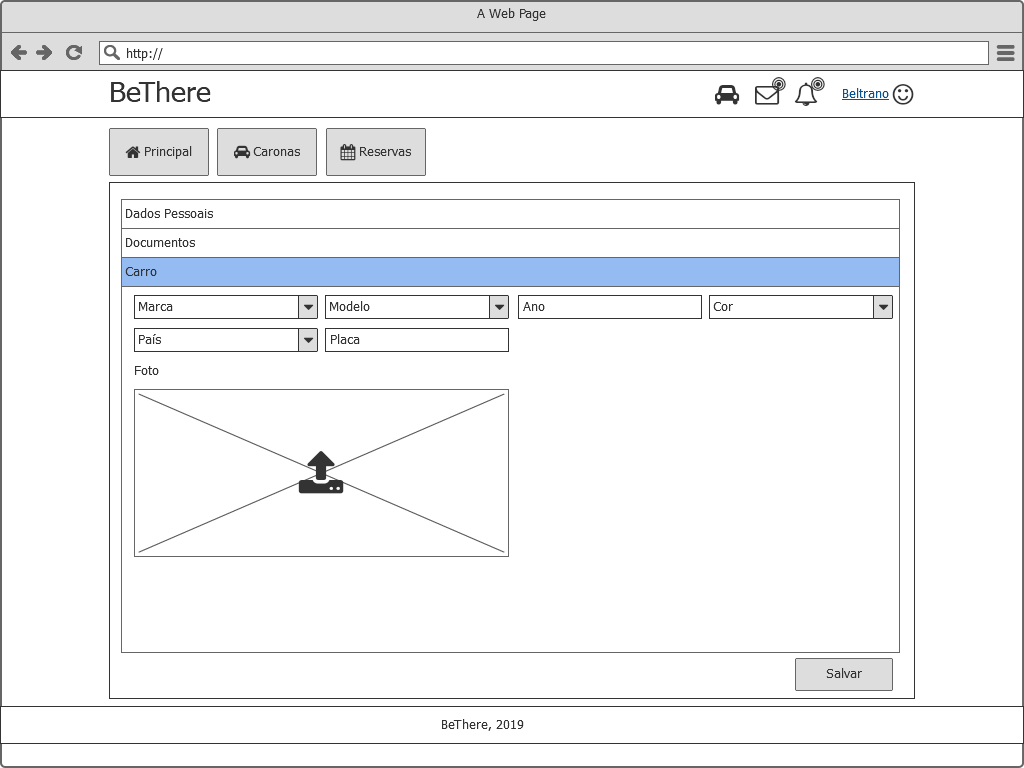 A Web Page
http://
BeThere
Beltrano
Principal
Caronas
Reservas
Dados Pessoais
Documentos
Carro
Marca
Modelo
Ano
Cor
País
Placa
Foto
Salvar
BeThere, 2019